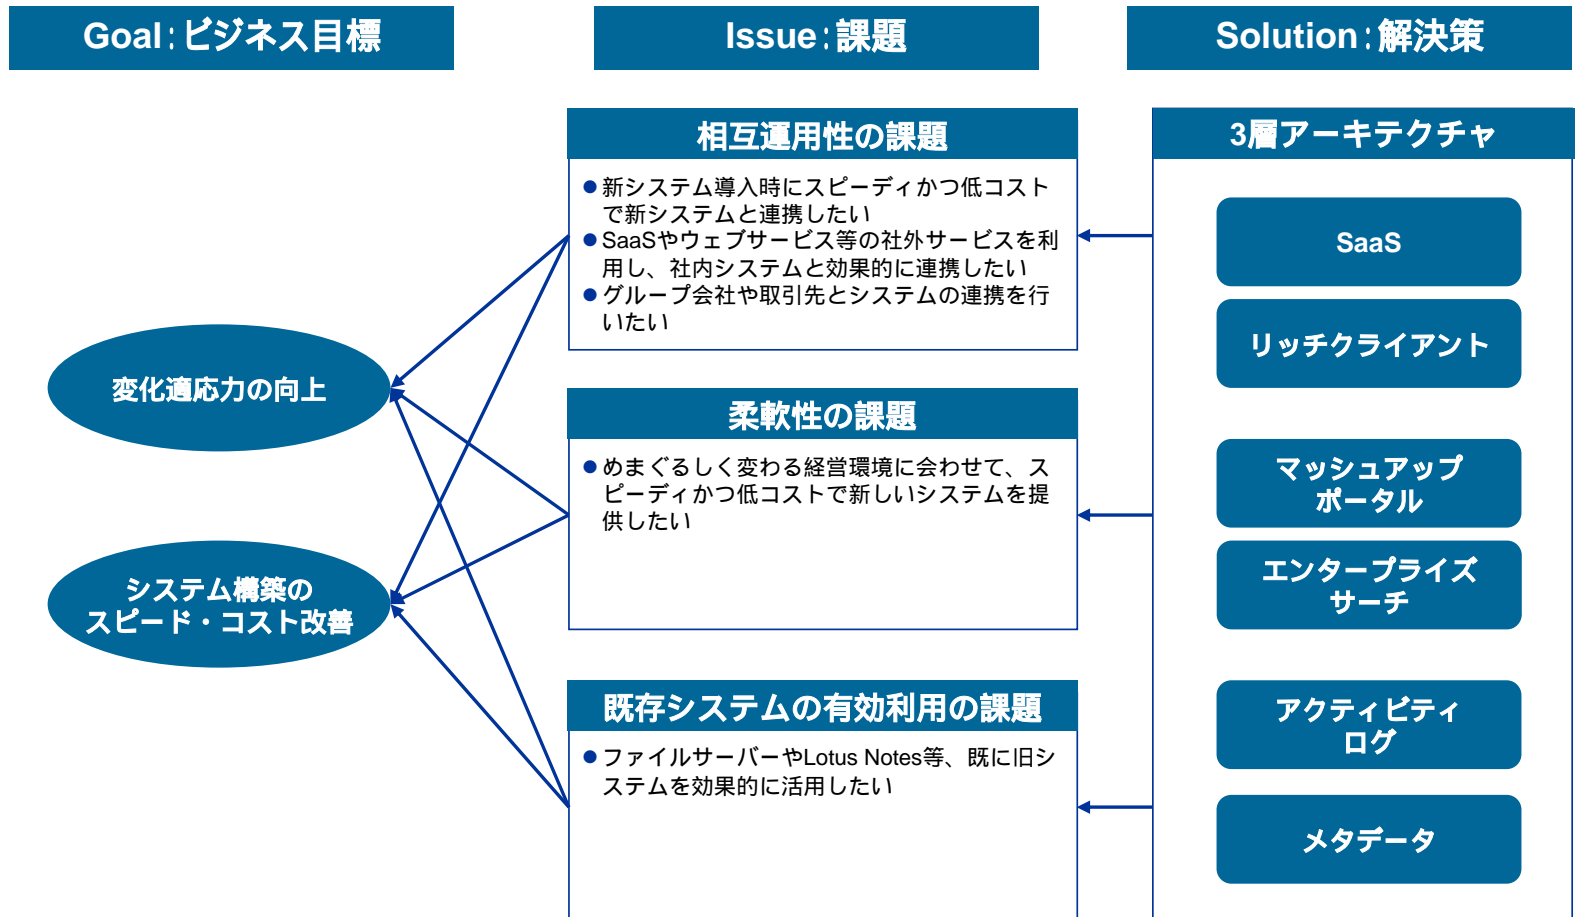 Goal:ビジネス目標
Issue:課題
Solution:解決策
相互運用性の課題
●新システム導入時にスピーディかつ低コスト
で新システムと連携したい
●SaaSやウェブサービス等の社外サービスを利
用し、社内システムと効果的に連携したい
●グループ会社や取引先とシステムの連携を行
いたい
柔軟性の課題
●めまぐるしく変わる経営環境に会わせて、ス
ピーディかつ低コストで新しいシステムを提
供したい
既存システムの有効利用の課題
●ファイルサーバーやLotus Notes等、既に旧シ
ステムを効果的に活用したい
変化適応力の向上
システム構築の
スピード・コスト改善
3層アーキテクチャ
SaaS
リッチクライアント
マッシュアップ
ポータル
エンタープライズ
サーチ
アクティビティ
ログ
メタデータ